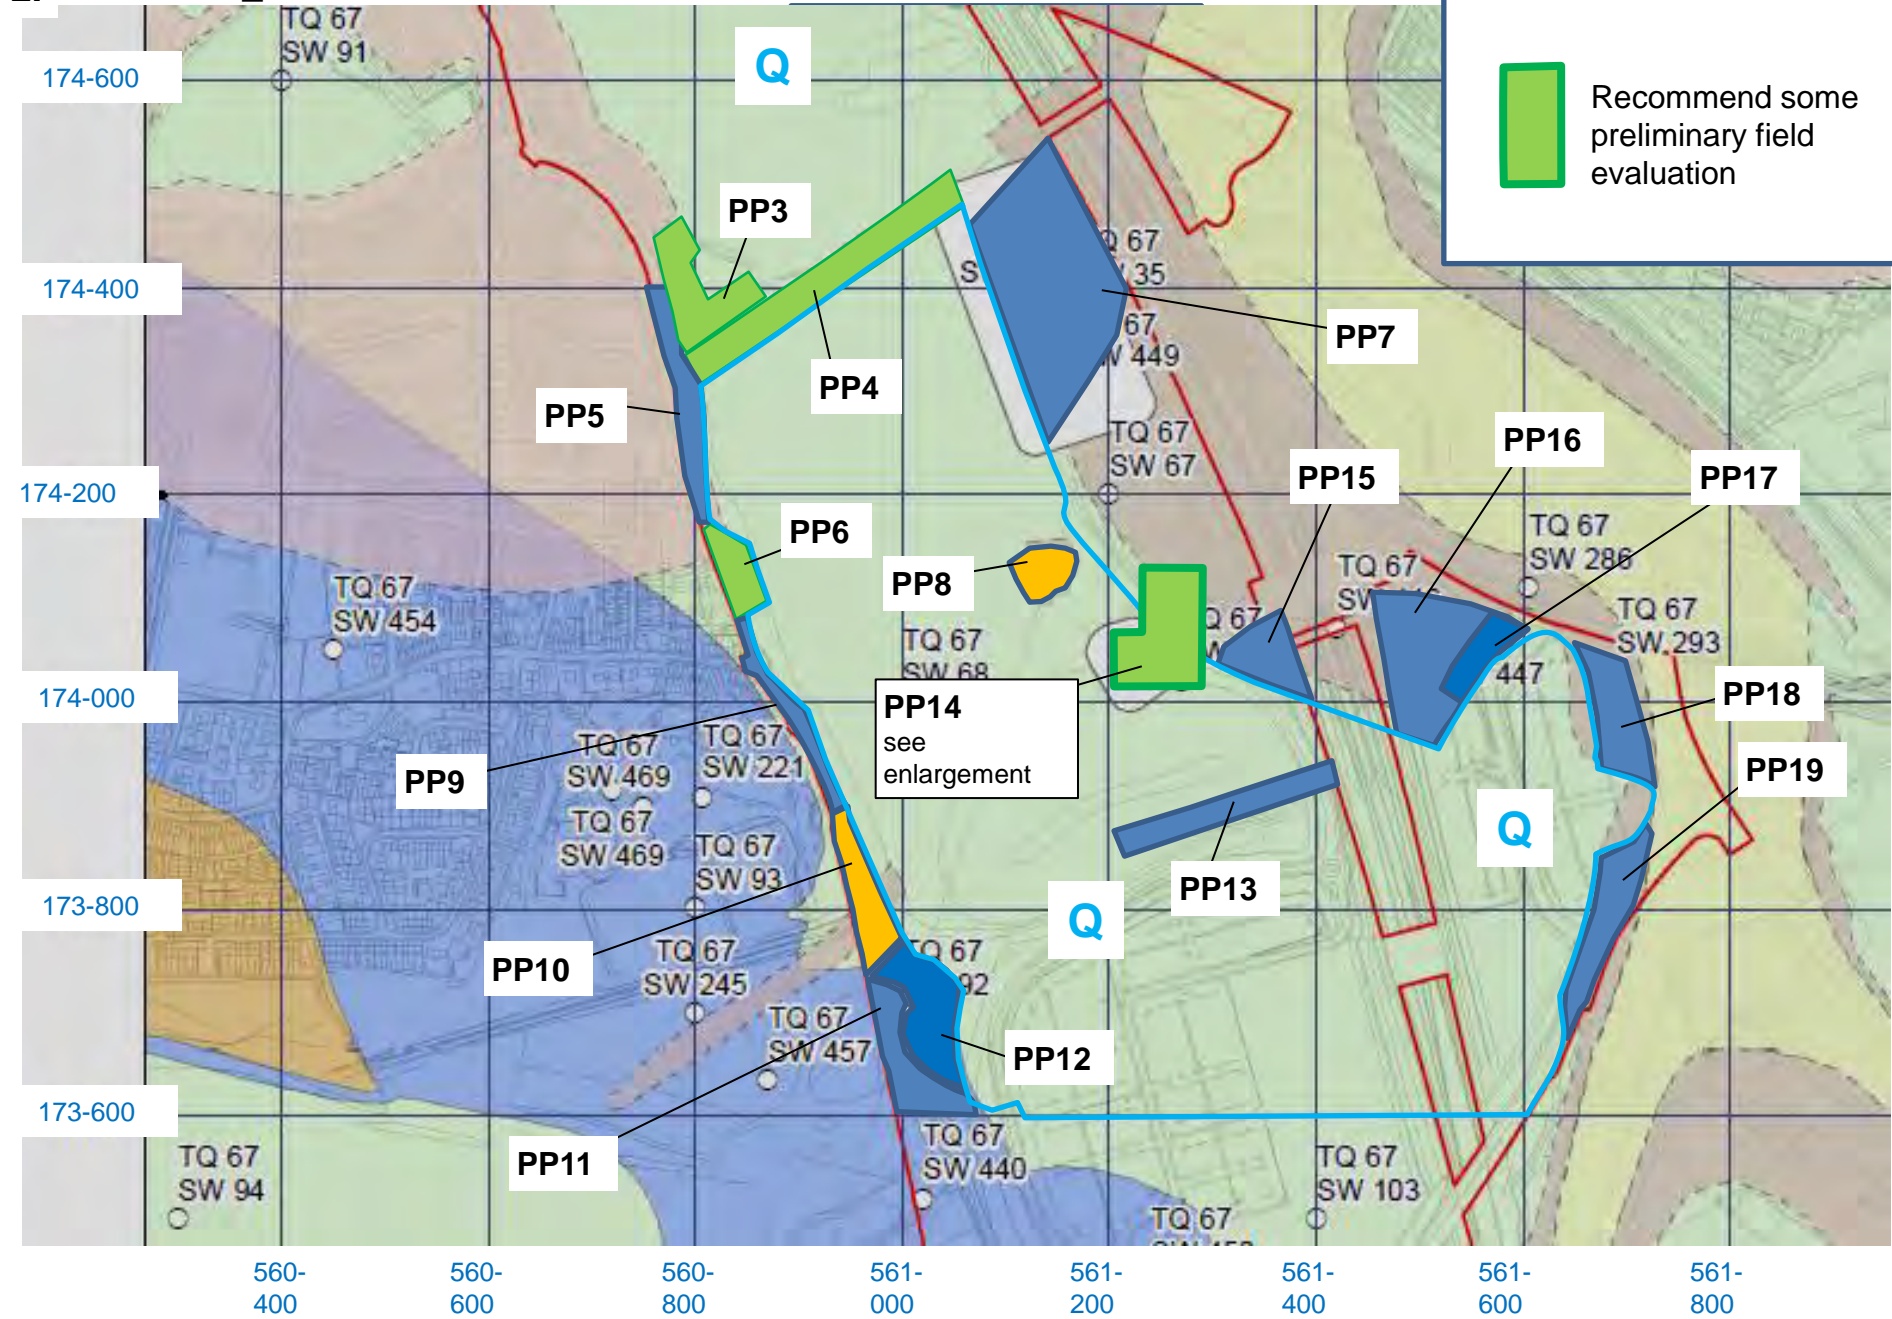 TQ 67
SW 91
Q
174-600
Recommend some
preliminary field
evaluation
PP3
67
35
174-400
67
449
PP7
PP4
PP5
TQ 67
SW 67
PP16
PP15
PP17
174-200
PP6
TQ 67
SW 286
PP8
TQ 67
TQ 67
SW 454
TQ 67
SW 293
67
TQ 67
SW 68
447
174-000
PP14
see
enlargement
PP18
TQ 67
SW 469
TQ 67
SW 221
PP9
PP19
TQ 67
SW 469
Q
TQ 67
SW 93
PP13
173-800
Q
PP10
TQ 67
SW 245
TQ 67
92
TQ 67
SW 457
PP12
173-600
PP11
TQ 67
SW 440
TQ 67
SW 94
TQ 67
SW 103
TQ 67
560-
400
560-
600
560-
800
561-
000
561-
200
561-
400
561-
600
561-
800